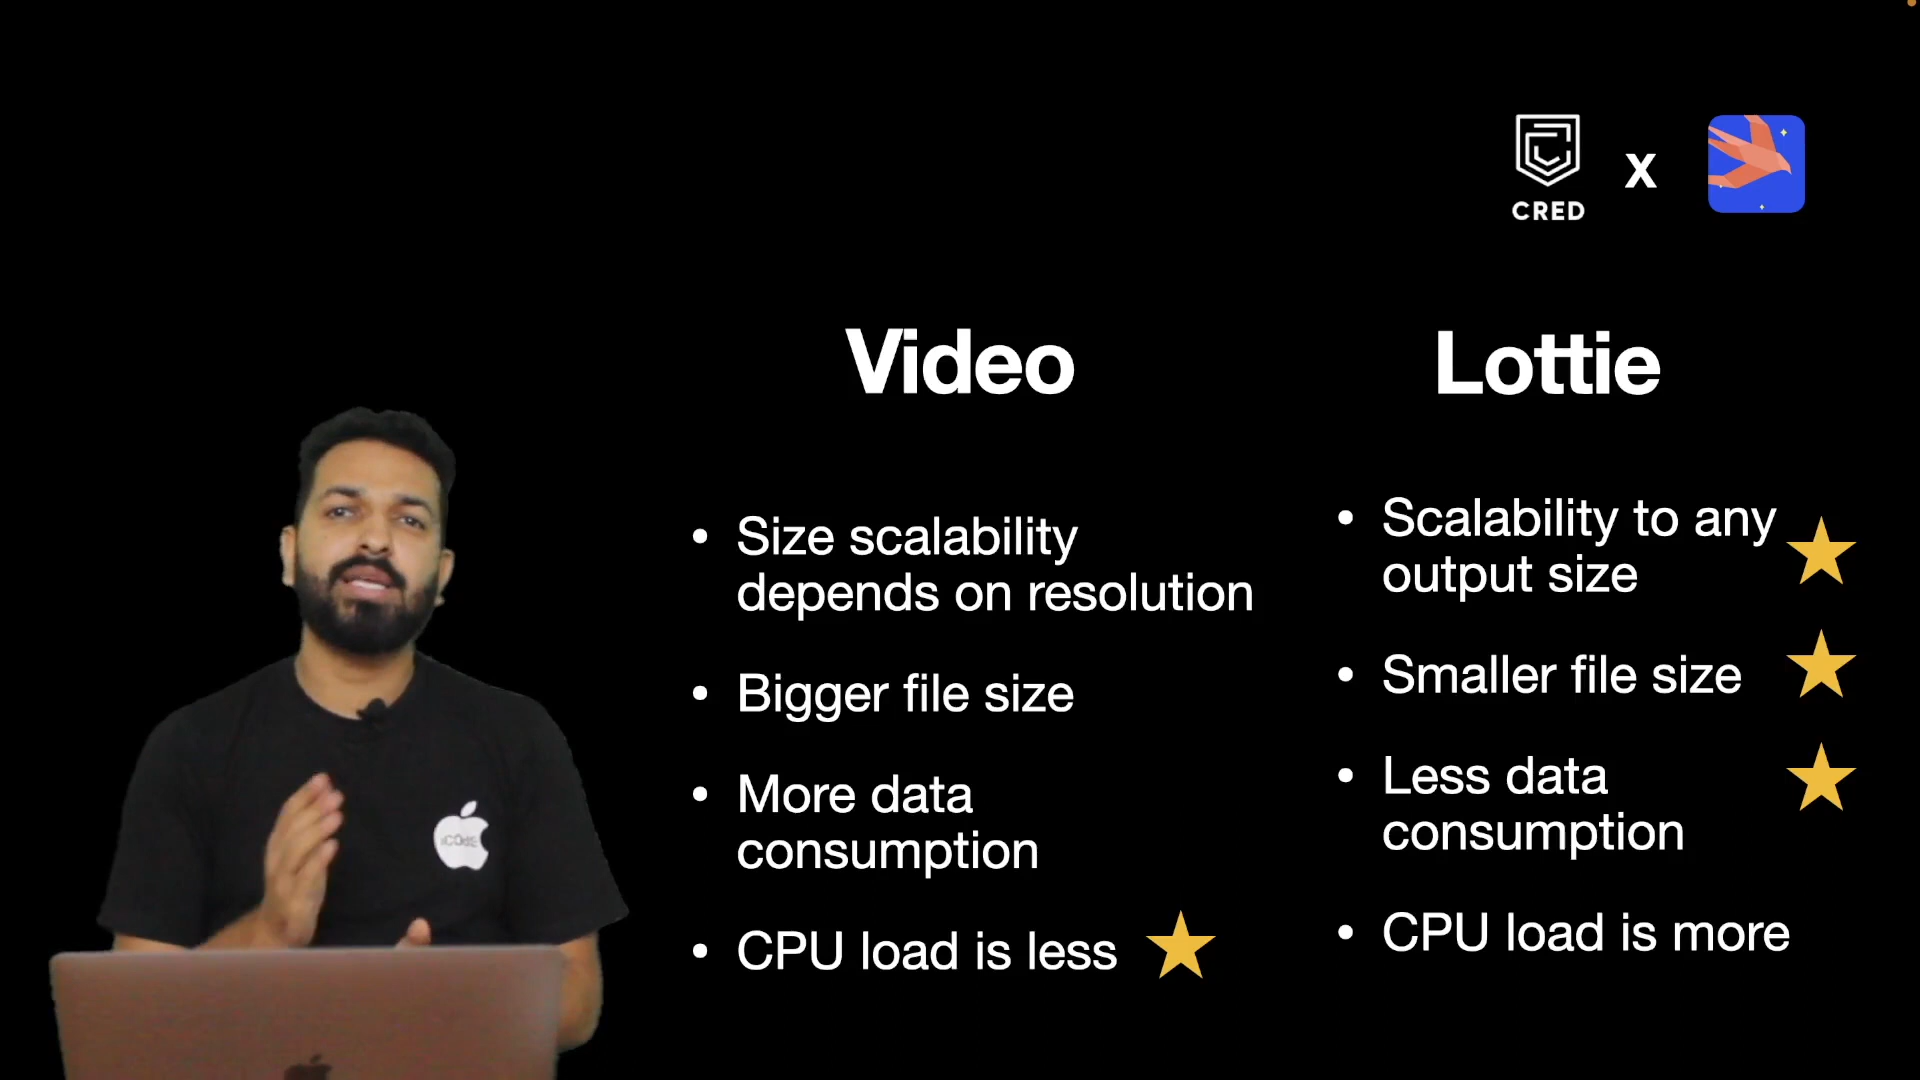 CRED
X
Video
Lottie
• Size scalability
depends on resolution
• Bigger file size
• More data
consumption
• CPU load is less
• Scalability to any
output size
• Smaller file size
• Less data
consumption
• CPU load is more
iCODE